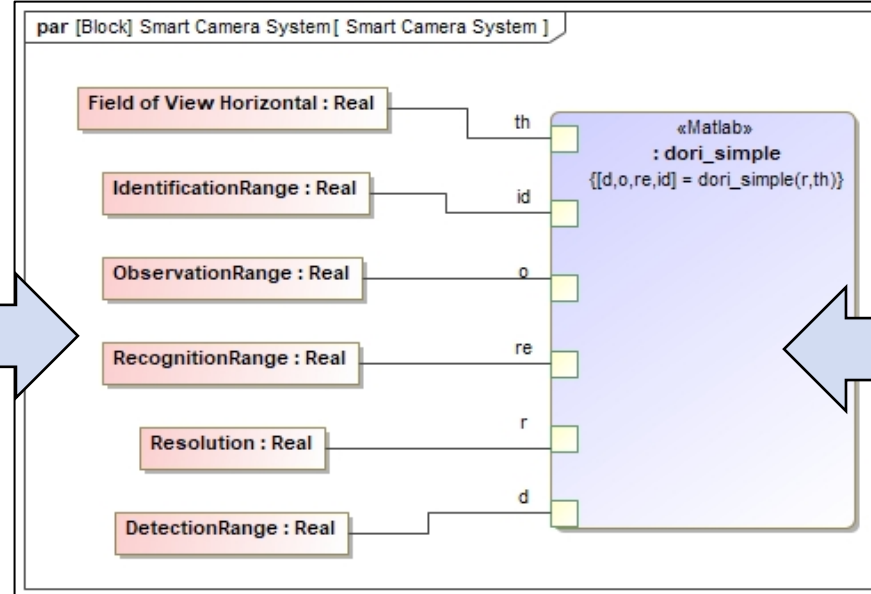 par [Block] Smart Camera System [ Smart Camera System ]
Field of View Horizontal : Real
th
«Matlab»
: dori_simple
{[d,o,re,id] = dori_simple(r,th)}
IdentificationRange : Real
id
ObservationRange : Real
o
RecognitionRange : Real
re
Resolution : Real
r
DetectionRange : Real
d